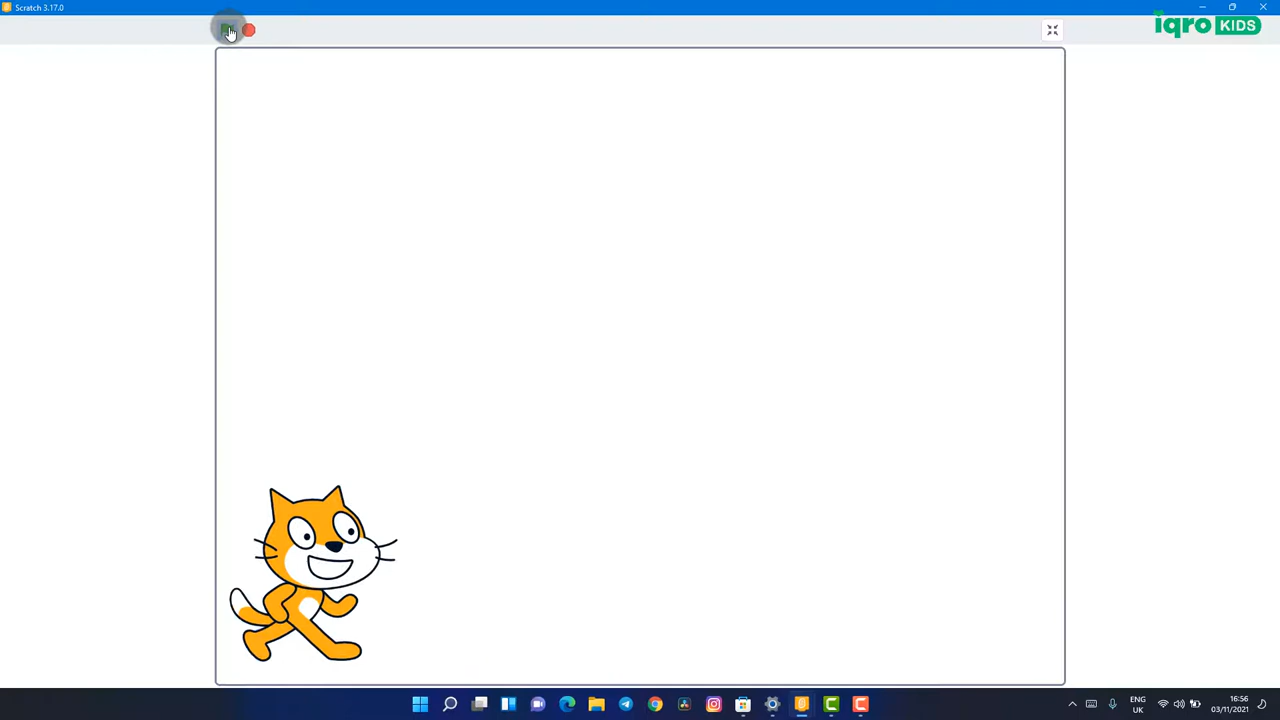 Scratch 3.17.0
iqro KIDS
ENG
UK
16:56
03/11/2021